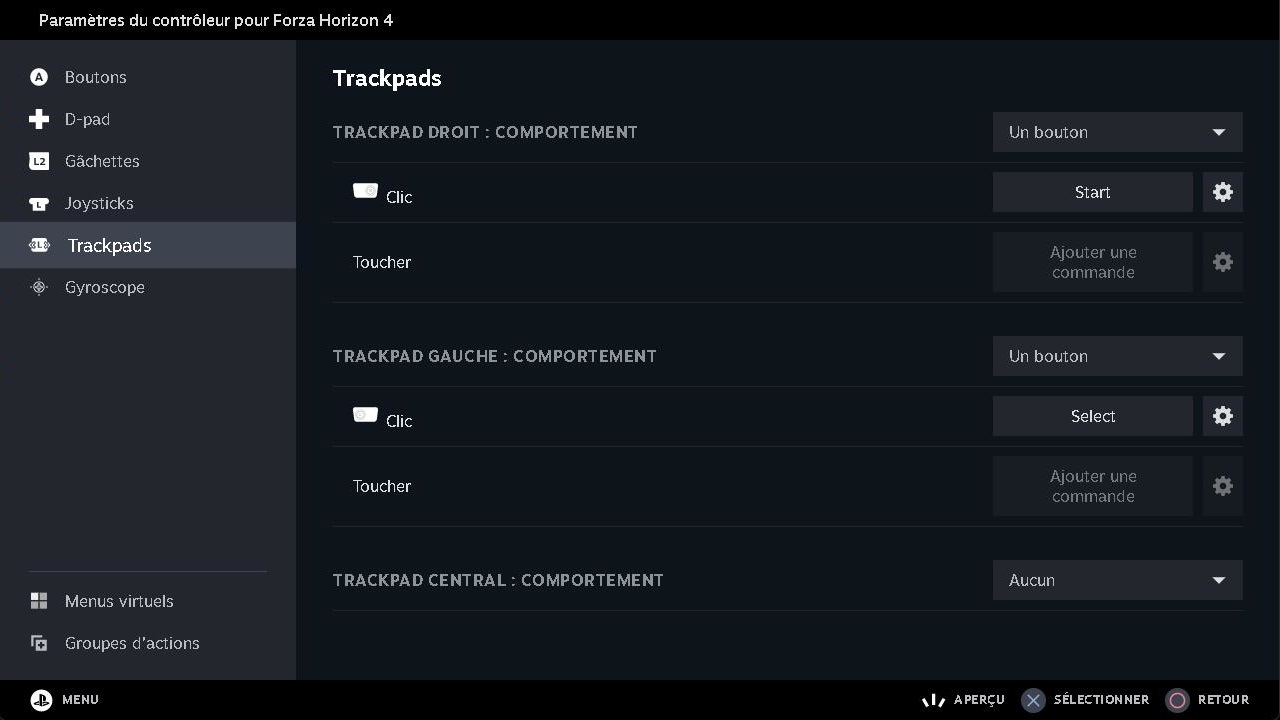 Paramètres du contrôleur pour Forza Horizon 4
A Boutons
D-pad
L2 Gâchettes
L Joysticks
L Trackpads
Gyroscope
Menus virtuels
Groupes d'actions
Trackpads
TRACKPAD DROIT : COMPORTEMENT
Un bouton
Clic
Start
Toucher
Ajouter une
commande
TRACKPAD GAUCHE : COMPORTEMENT
Un bouton
Clic
Select
Toucher
Ajouter une
commande
TRACKPAD CENTRAL : COMPORTEMENT
Aucun
MENU
APERÇU
SÉLECTIONNER
RETOUR